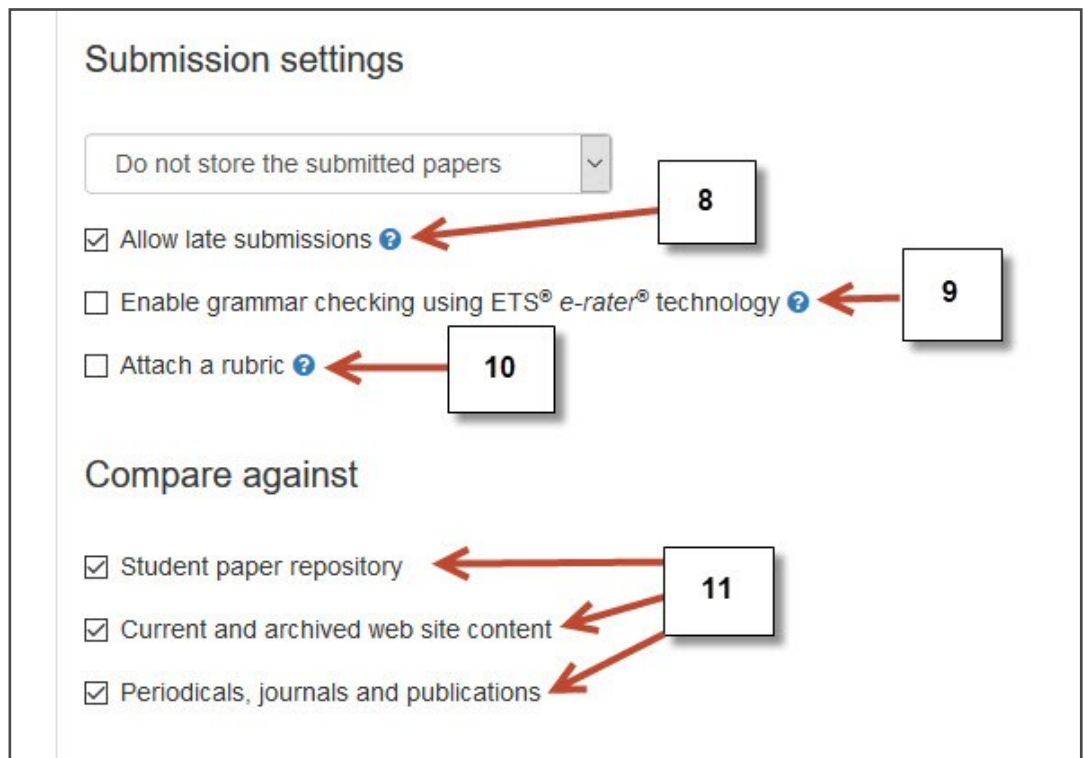 Submission settings
Do not store the submitted papers
8
Allow late submissions ?
Enable grammar checking using ETS® e-rater® technology ?
9
Attach a rubric ?
10
Compare against
Student paper repository
11
Current and archived web site content
Periodicals, journals and publications